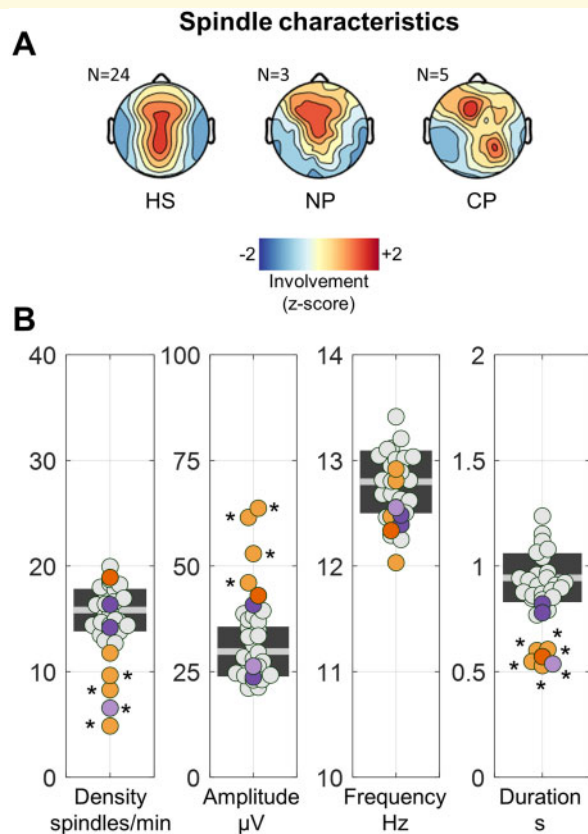 Spindle characteristics
A
N=24
N=3
N=5
HS
NP
CP
-2
+2
Involvement
(z-score)
B
40
30
20
10
0
*
*
*
*
Density
spindles/min
100
75
50
25
0
*
*
*
*
Amplitude
µV
14
13
12
11
10
Frequency
Hz
2
1.5
1
0.5
0
*
*
*
*
*
*
Duration
s